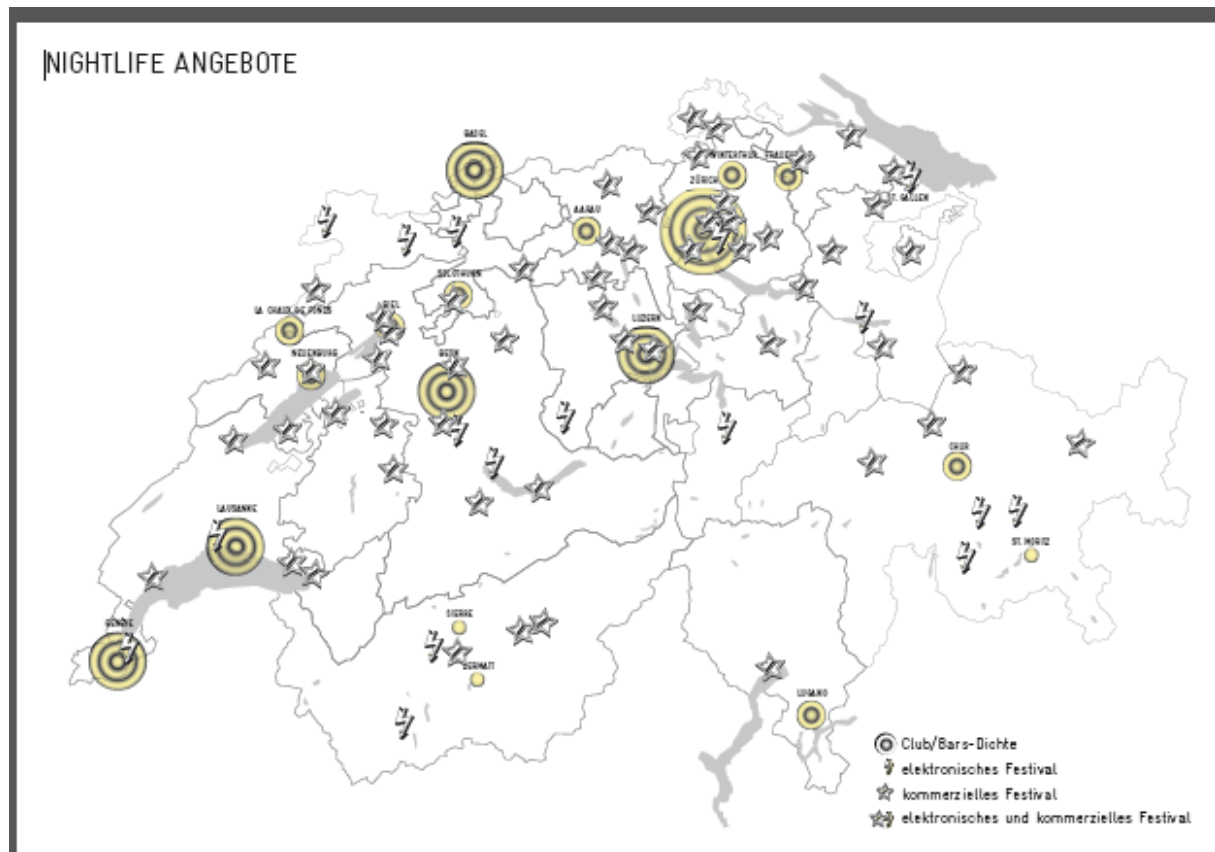 NIGHTLIFE ANGEBOTE
BASEL
WINTERTHUR
ZÜRICH
AARAU
ST. GALLEN
SOLOTHURN
LA CHAUX DE FONDS
BIEL
LUZERN
NEUENBURG
BERN
CHUR
LAUSANNE
ST. MORITZ
GENÈVE
SIERRE
ZERMATT
LUGANO
Club/Bars-Dichte
elektronisches Festival
kommerzielles Festival
elektronisches und kommerzielles Festival